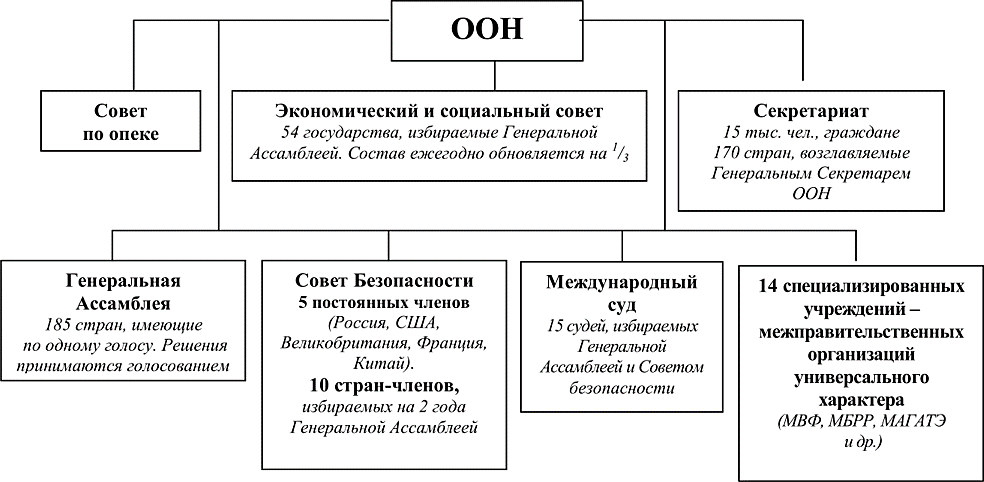 ООН
Совет
по опеке
Экономический и социальный совет
54 государства, избираемые Генеральной
Ассамблеей. Состав ежегодно обновляется на 1/3
Секретариат
15 тыс. чел., граждане
170 стран, возглавляемые
Генеральным Секретарем
ООН
Генеральная
Ассамблея
185 стран, имеющие
по одному голосу. Решения
принимаются голосованием
Совет Безопасности
5 постоянных членов
(Россия, США,
Великобритания, Франция,
Китай).
10 стран-членов,
избираемых на 2 года
Генеральной Ассамблеей
Международный
суд
15 судей, избираемых
Генеральной
Ассамблеей и Советом
безопасности
14 специализированных
учреждений –
межправительственных
организаций
универсального
характера
(МВФ, МБРР, МАГАТЭ
и др.)